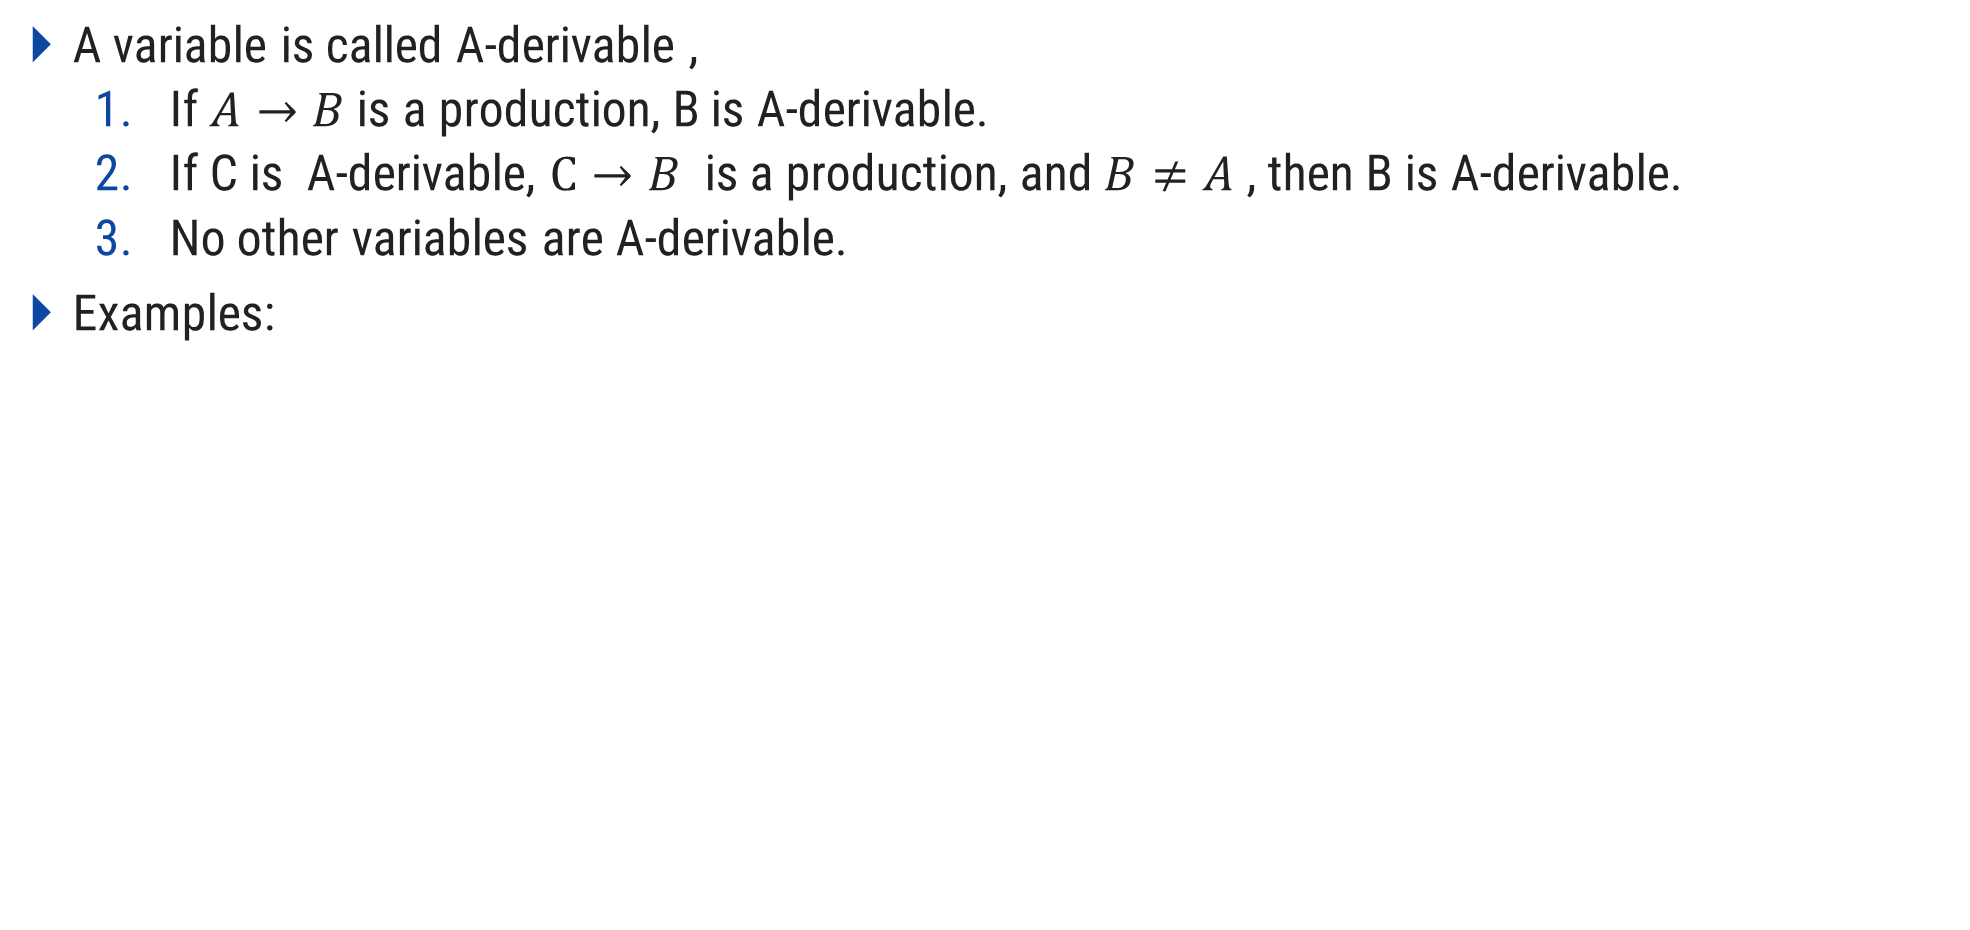 A variable is called A-derivable ,
1. If A → B is a production, B is A-derivable.
2. If C is A-derivable, C → B is a production, and B ≠ A , then B is A-derivable.
3. No other variables are A-derivable.
Examples: